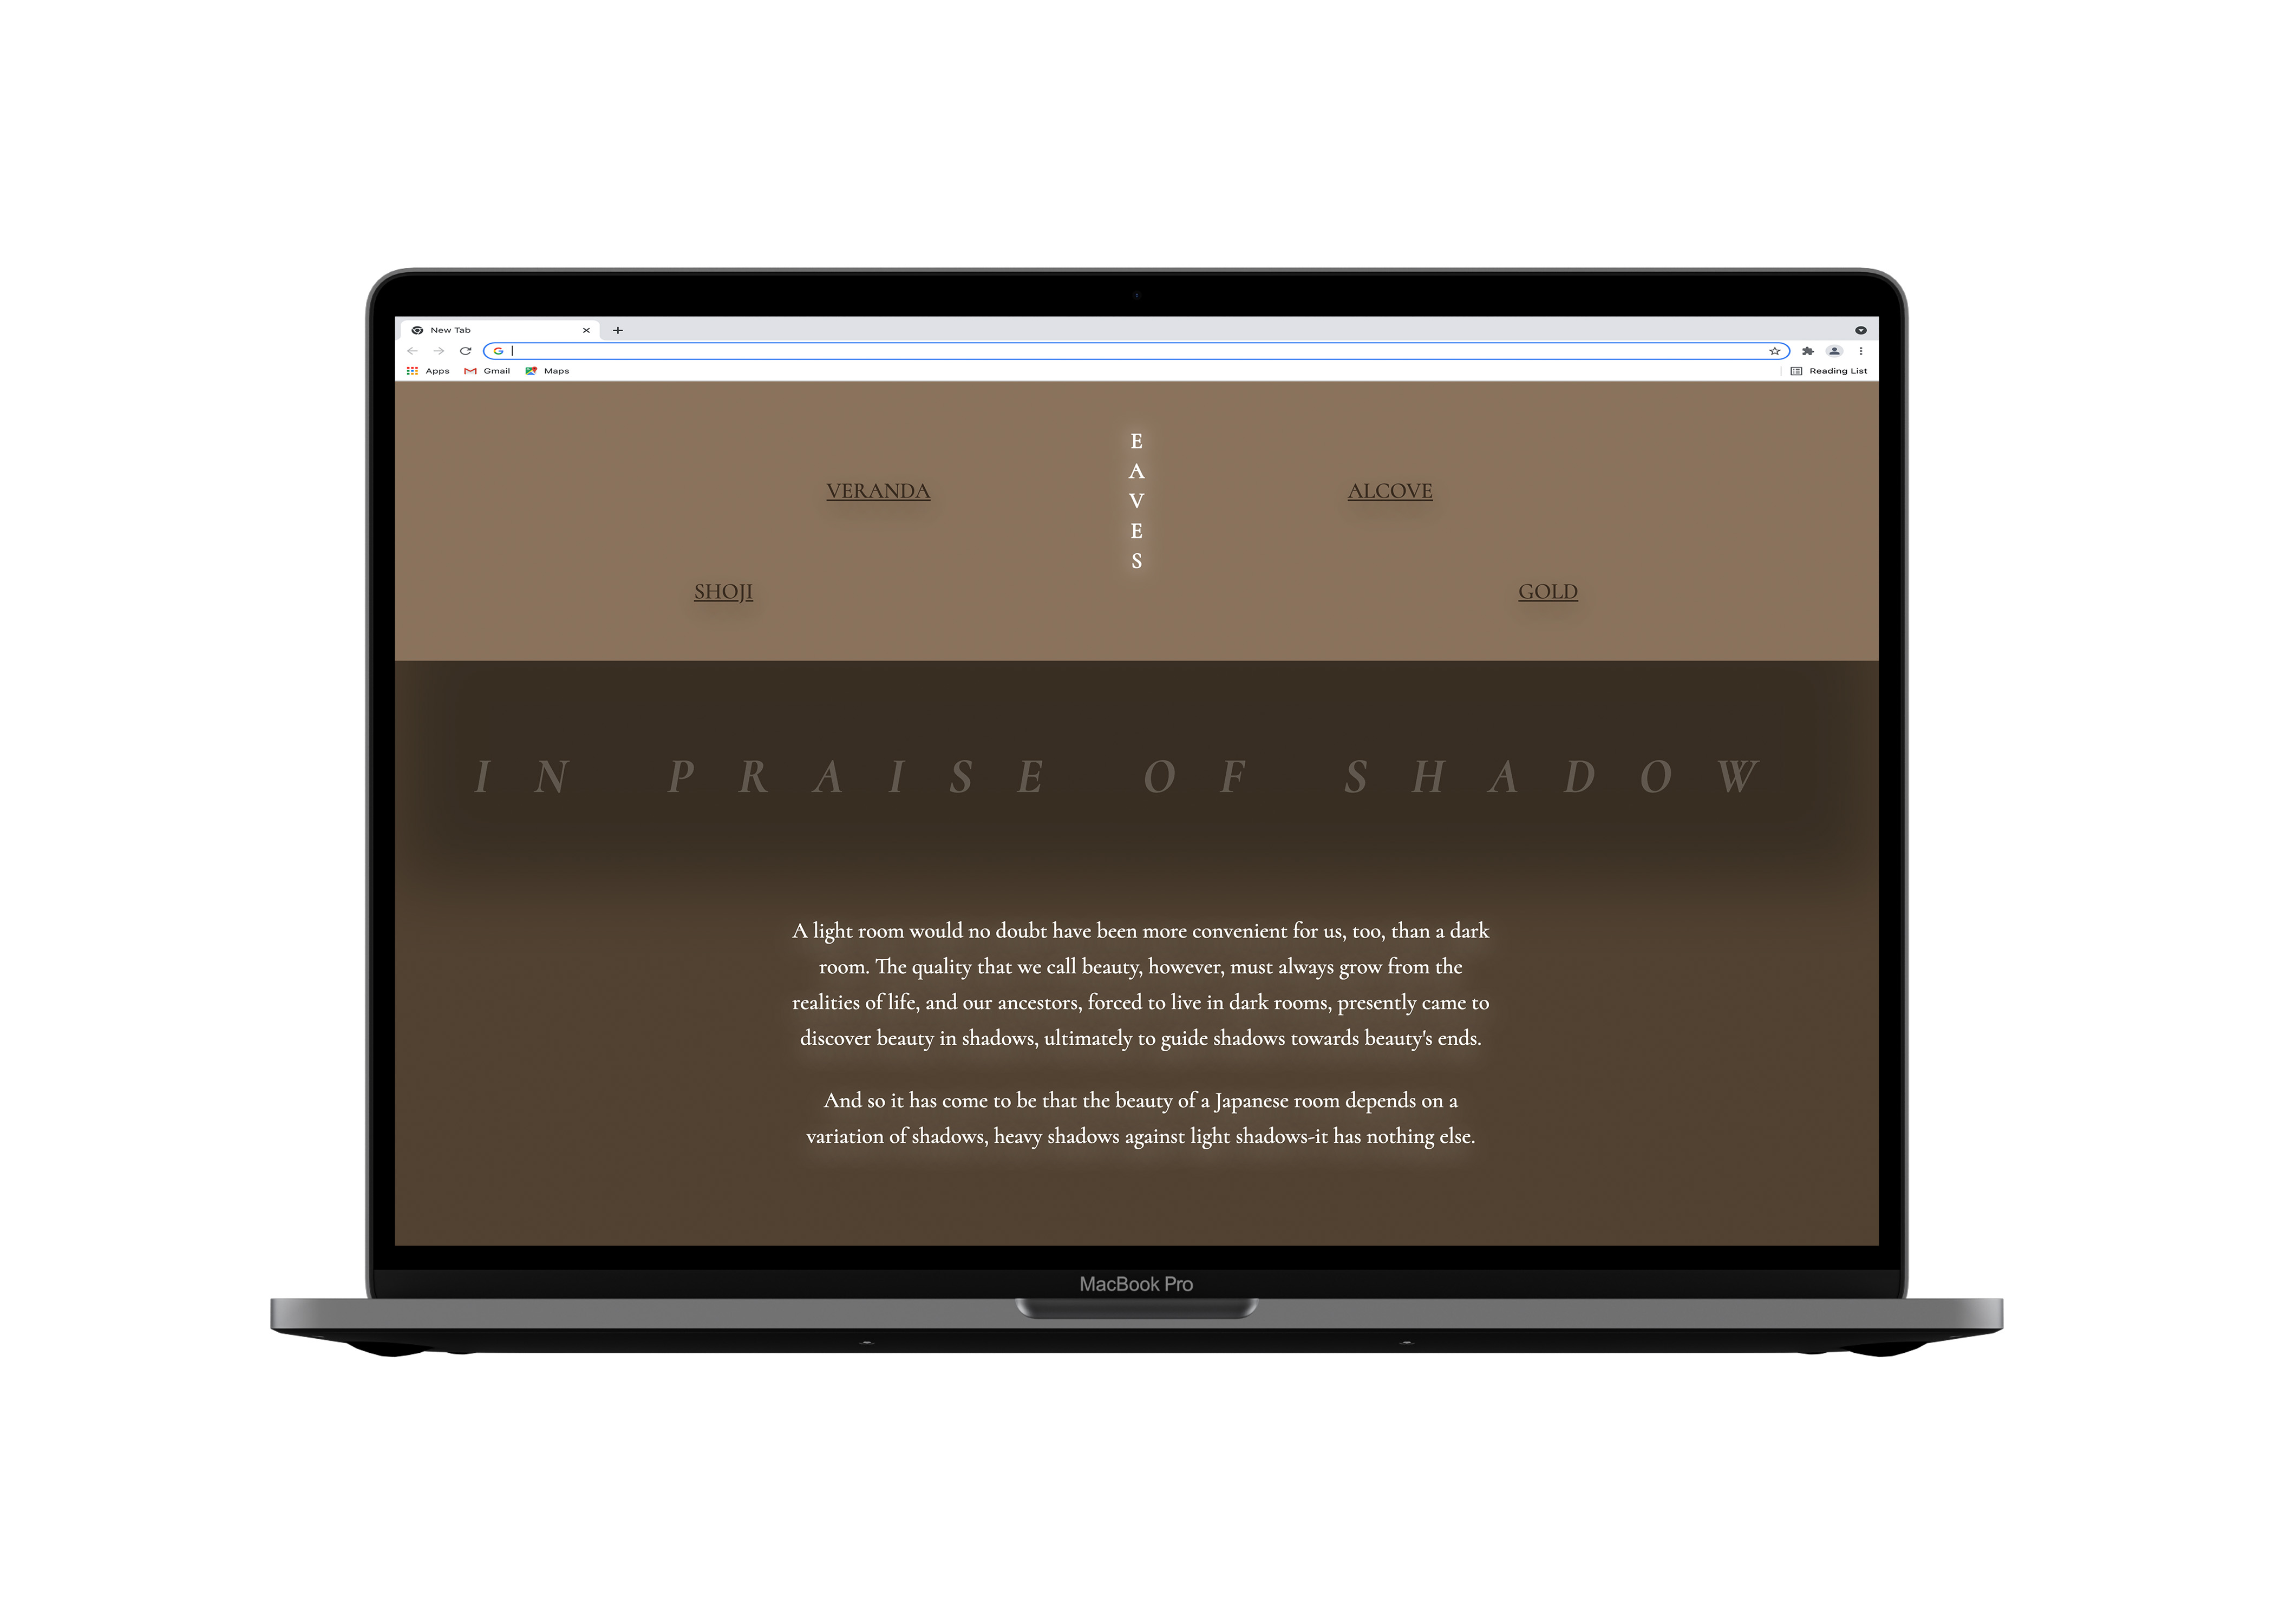 New Tab
Apps Gmail Maps Reading List
E
A
V
E
S
VERANDA ALCOVE
SHOJI GOLD
IN PRAISE OF SHADOW
A light room would no doubt have been more convenient for us, too, than a dark
room. The quality that we call beauty, however, must always grow from the
realities of life, and our ancestors, forced to live in dark rooms, presently came to
discover beauty in shadows, ultimately to guide shadows towards beauty's ends.
And so it has come to be that the beauty of a Japanese room depends on a
variation of shadows, heavy shadows against light shadows-it has nothing else.
MacBook Pro